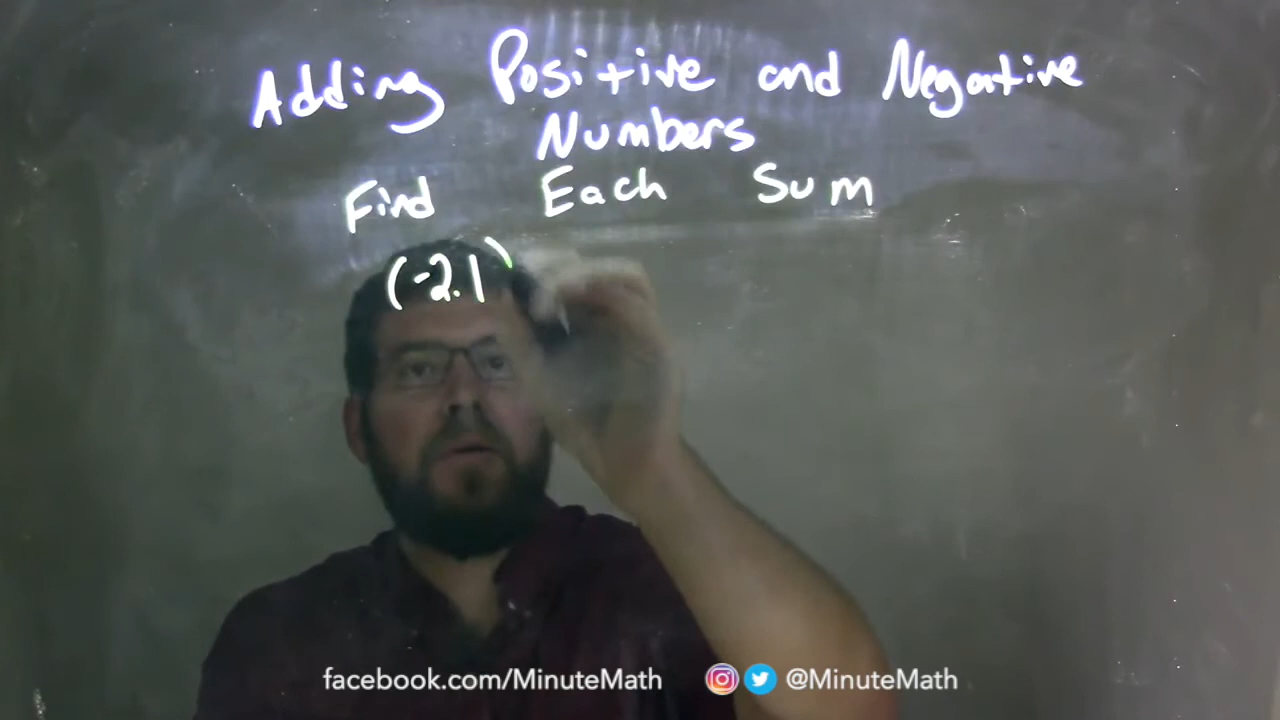 Adding Positive and Negative
Numbers
Find Each Sum
(-2.1)
facebook.com/MinuteMath @MinuteMath